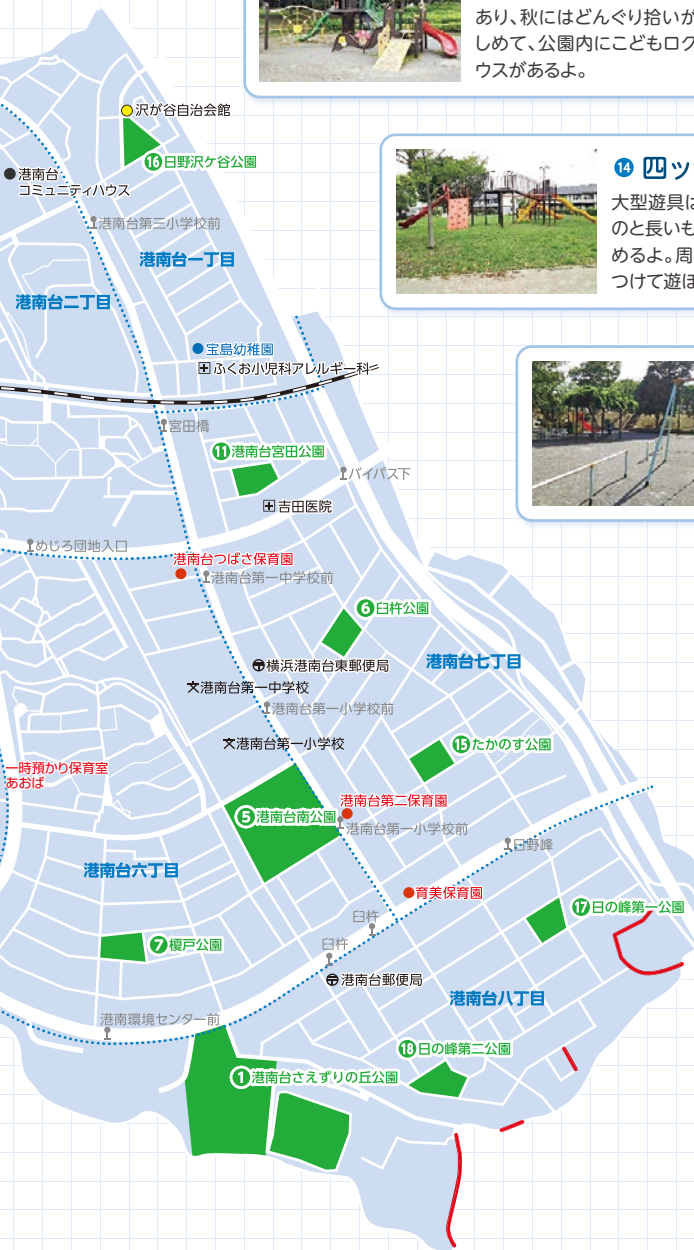 あり、秋にはどんぐり拾いが
しめて、公園内にこどもログ
ウスがあるよ。
14 四ッ
大型遊具は
のと長いも
めるよ。周
つけて遊ぼ
沢が谷自治会館
16 日野沢ケ谷公園
港南台
コミュニティハウス
港南台第三小学校前
港南台一丁目
港南台二丁目
宝島幼稚園
ふくお小児科アレルギー科
宮田橋
11 港南台宮田公園
バイパス下
吉田医院
めじろ団地入口
港南台つばさ保育園
港南台第一中学校前
6 臼杵公園
港南台七丁目
横浜港南台東郵便局
港南台第一中学校
港南台第一小学校前
15 たかのす公園
港南台第一小学校
一時預かり保育室
あおば
港南台第二保育園
5 港南台南公園
港南台第一小学校前
日野峰
港南台六丁目
育美保育園
17 日の峰第一公園
臼杵
7 榎戸公園
臼杵
港南台郵便局
港南台八丁目
港南環境センター前
18 日の峰第二公園
1 港南台さえずりの丘公園